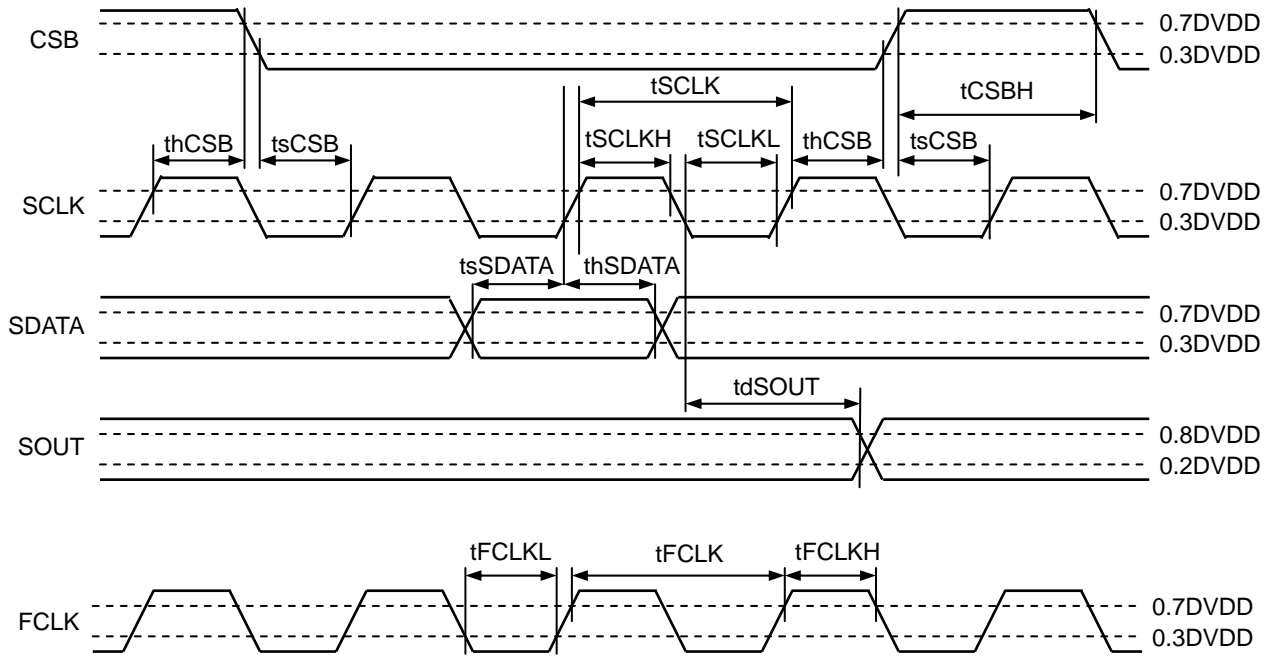 CSB
0.7DVDD
0.3DVDD
tSCLK
tCSBH
thCSB
tsCSB
tSCLKH
tSCLKL
thCSB
tsCSB
SCLK
0.7DVDD
0.3DVDD
tsSDATA
thSDATA
SDATA
0.7DVDD
0.3DVDD
tdSOUT
SOUT
0.8DVDD
0.2DVDD
tFCLKL
tFCLK
tFCLKH
FCLK
0.7DVDD
0.3DVDD